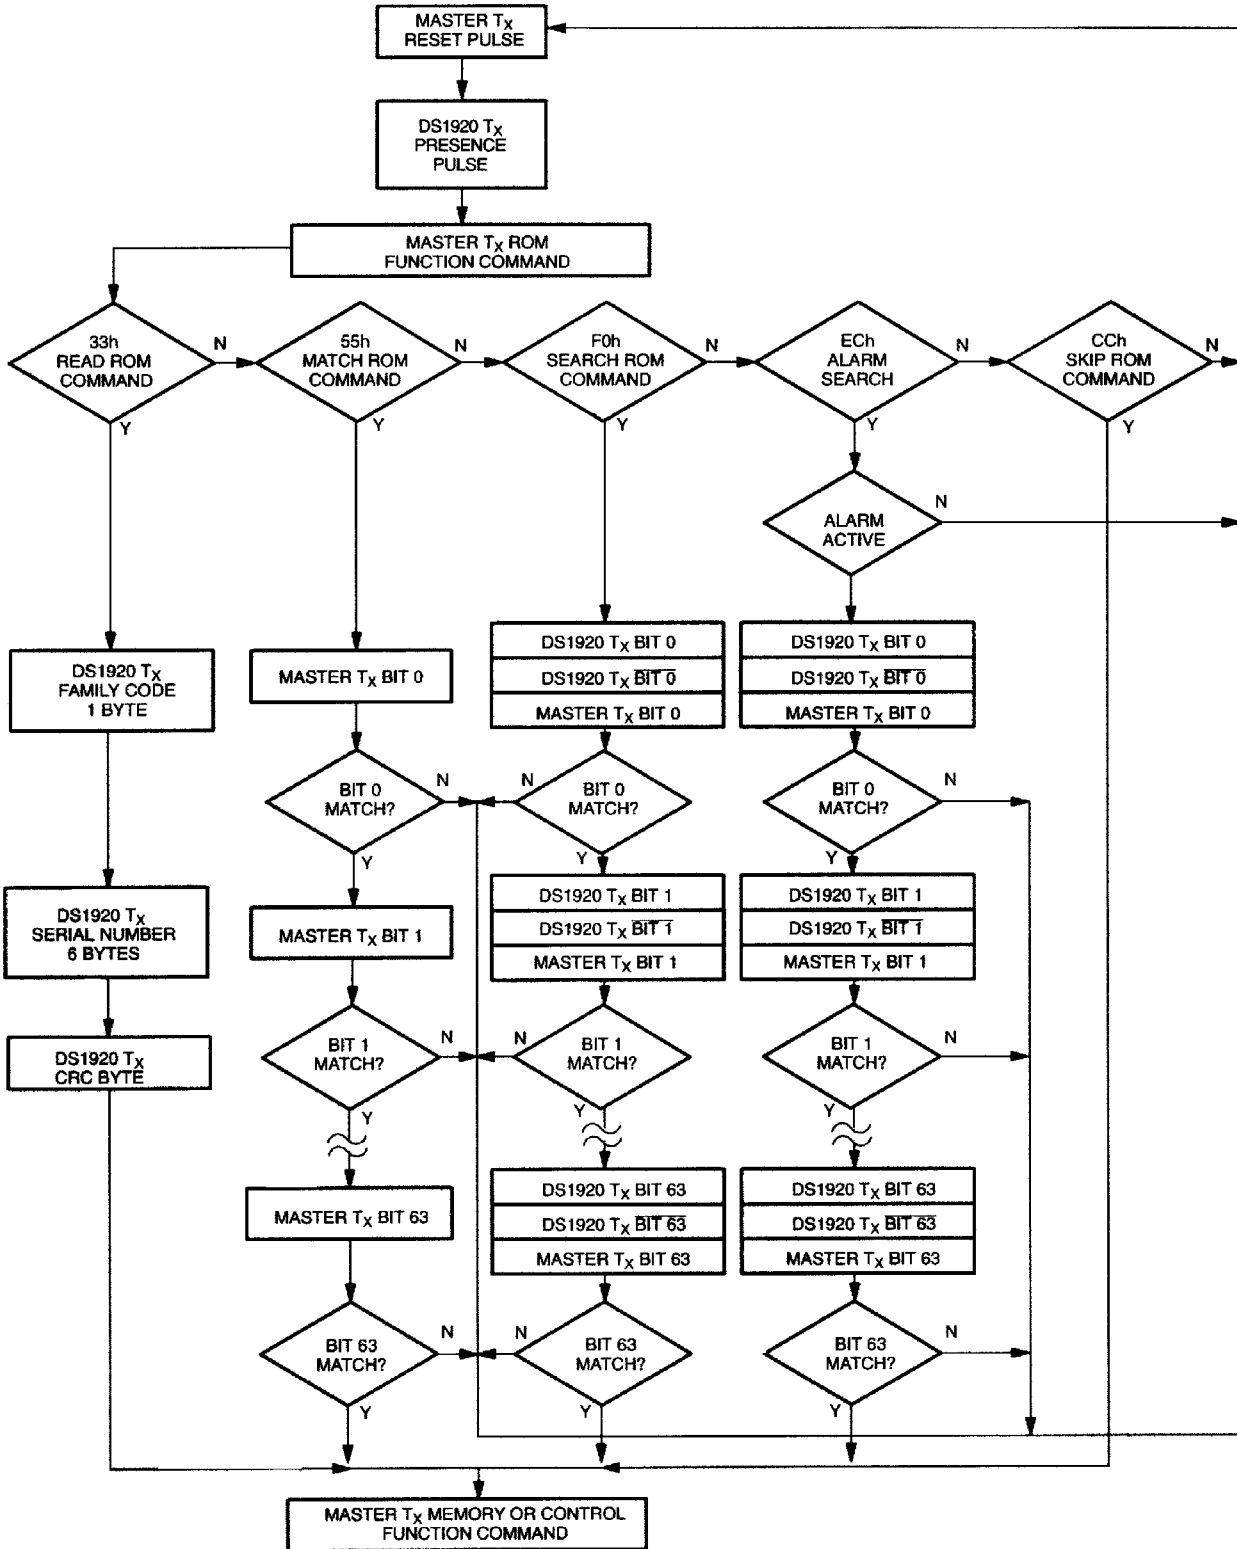 MASTER TX
RESET PULSE
DS1920 TX
PRESENCE
PULSE
MASTER TX ROM
FUNCTION COMMAND
33h
READ ROM
COMMAND
N
Y
55h
MATCH ROM
COMMAND
N
Y
F0h
SEARCH ROM
COMMAND
N
Y
ECh
ALARM
SEARCH
N
Y
CCh
SKIP ROM
COMMAND
N
Y
ALARM
ACTIVE
N
DS1920 TX
FAMILY CODE
1 BYTE
DS1920 TX
SERIAL NUMBER
6 BYTES
DS1920 TX
CRC BYTE
MASTER TX BIT 0
BIT 0
MATCH?
N
Y
MASTER TX BIT 1
BIT 1
MATCH?
N
Y
MASTER TX BIT 63
BIT 63
MATCH?
N
Y
DS1920 TX BIT 0
DS1920 TX B̅I̅T̅ ̅0̅
MASTER TX BIT 0
N
BIT 0
MATCH?
Y
DS1920 TX BIT 1
DS1920 TX B̅I̅T̅ ̅1̅
MASTER TX BIT 1
N
BIT 1
MATCH?
Y
DS1920 TX BIT 63
DS1920 TX B̅I̅T̅ ̅6̅3̅
MASTER TX BIT 63
N
BIT 63
MATCH?
Y
DS1920 TX BIT 0
DS1920 TX B̅I̅T̅ ̅0̅
MASTER TX BIT 0
BIT 0
MATCH?
N
Y
DS1920 TX BIT 1
DS1920 TX B̅I̅T̅ ̅1̅
MASTER TX BIT 1
BIT 1
MATCH?
N
Y
DS1920 TX BIT 63
DS1920 TX B̅I̅T̅ ̅6̅3̅
MASTER TX BIT 63
BIT 63
MATCH?
N
Y
MASTER TX MEMORY OR CONTROL
FUNCTION COMMAND